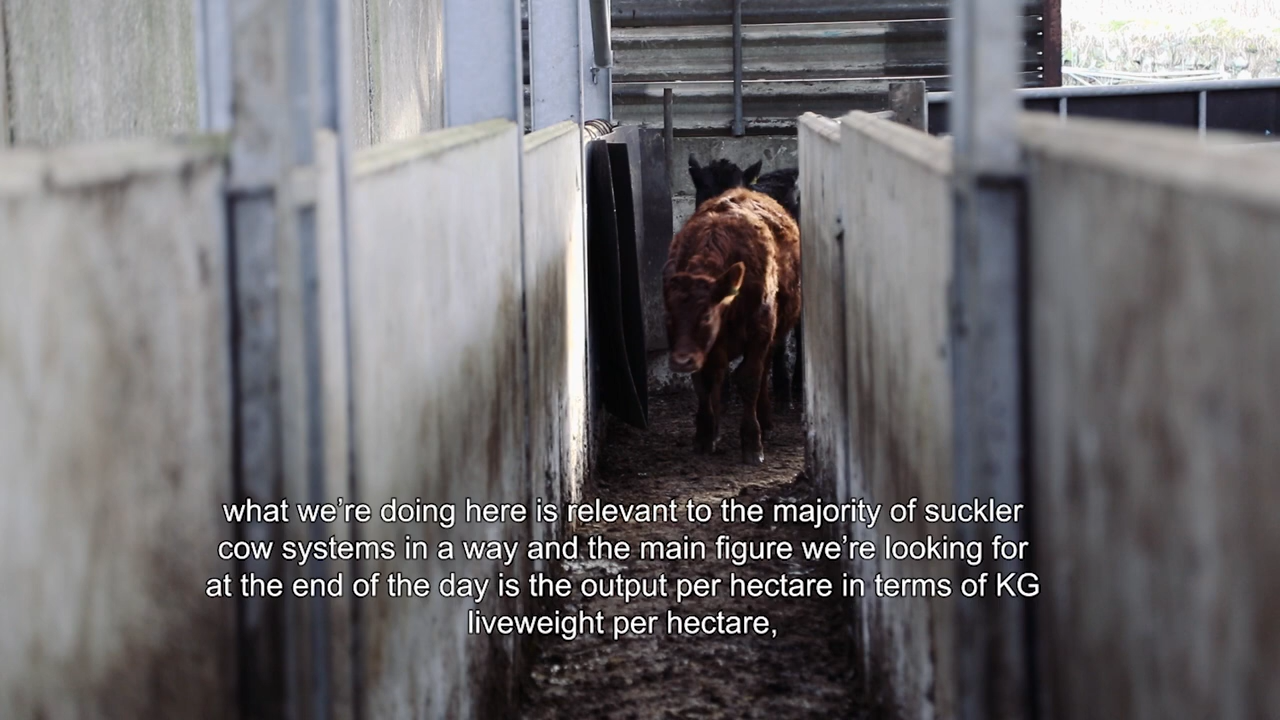 what we’re doing here is relevant to the majority of suckler
cow systems in a way and the main figure we’re looking for
at the end of the day is the output per hectare in terms of KG
liveweight per hectare,